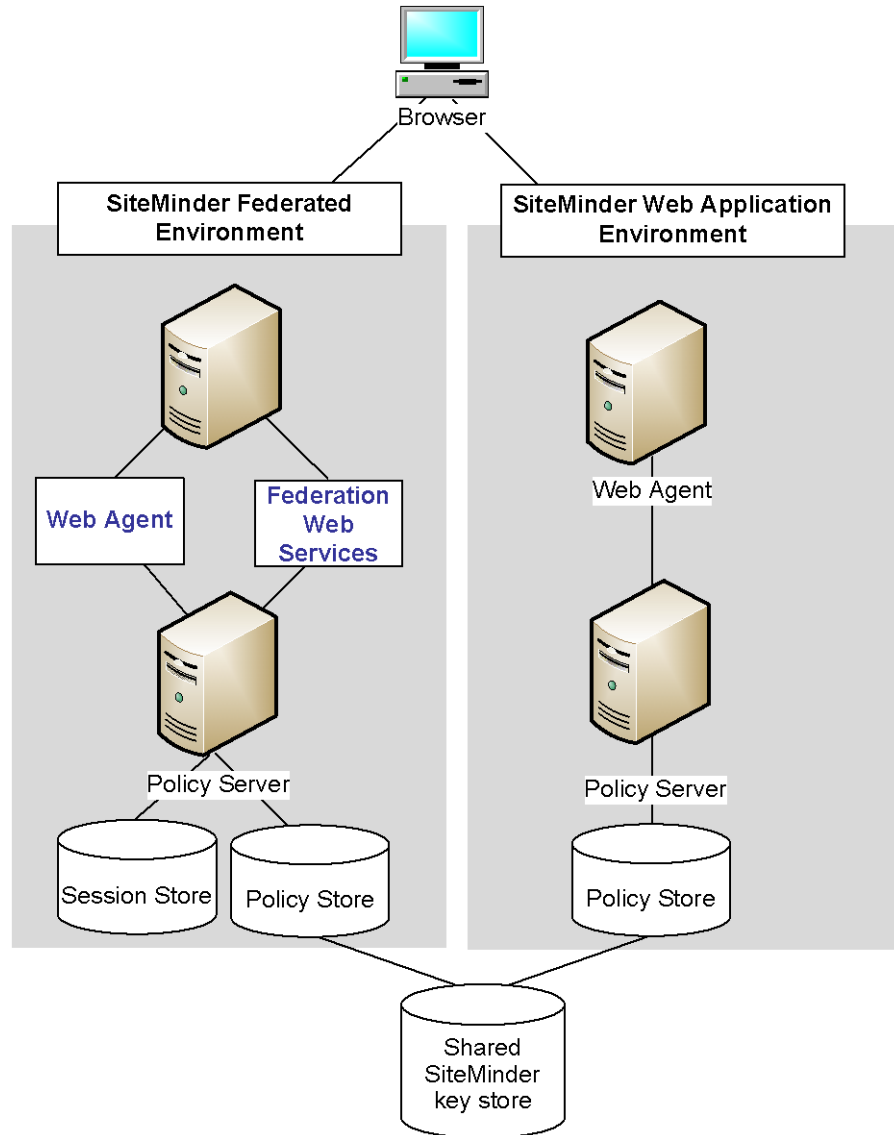 Browser
SiteMinder Federated
Environment
SiteMinder Web Application
Environment
Web Agent
Federation
Web
Services
Web Agent
Policy Server
Policy Server
Session Store
Policy Store
Policy Store
Shared
SiteMinder
key store